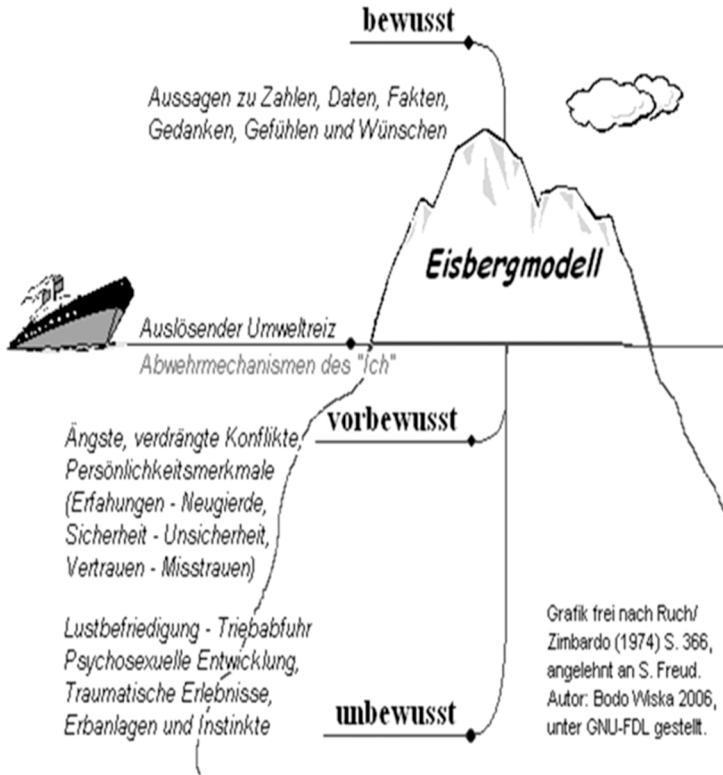 bewusst
Aussagen zu Zahlen, Daten, Fakten,
Gedanken, Gefühlen und Wünschen
Eisbergmodell
Auslösender Umweltreiz
Abwehrmechanismen des "Ich"
vorbewusst
Ängste, verdrängte Konflikte,
Persönlichkeitsmerkmale
(Erfahungen - Neugierde,
Sicherheit - Unsicherheit,
Vertrauen - Misstrauen)
Lustbefriedigung - Triebabfuhr
Psychosexuelle Entwicklung,
Traumatische Erlebnisse,
Erbanlagen und Instinkte
unbewusst
Grafik frei nach Ruch/
Zimbardo (1974) S. 366,
angelehnt an S. Freud.
Autor: Bodo Wiska 2006,
unter GNU-FDL gestellt.